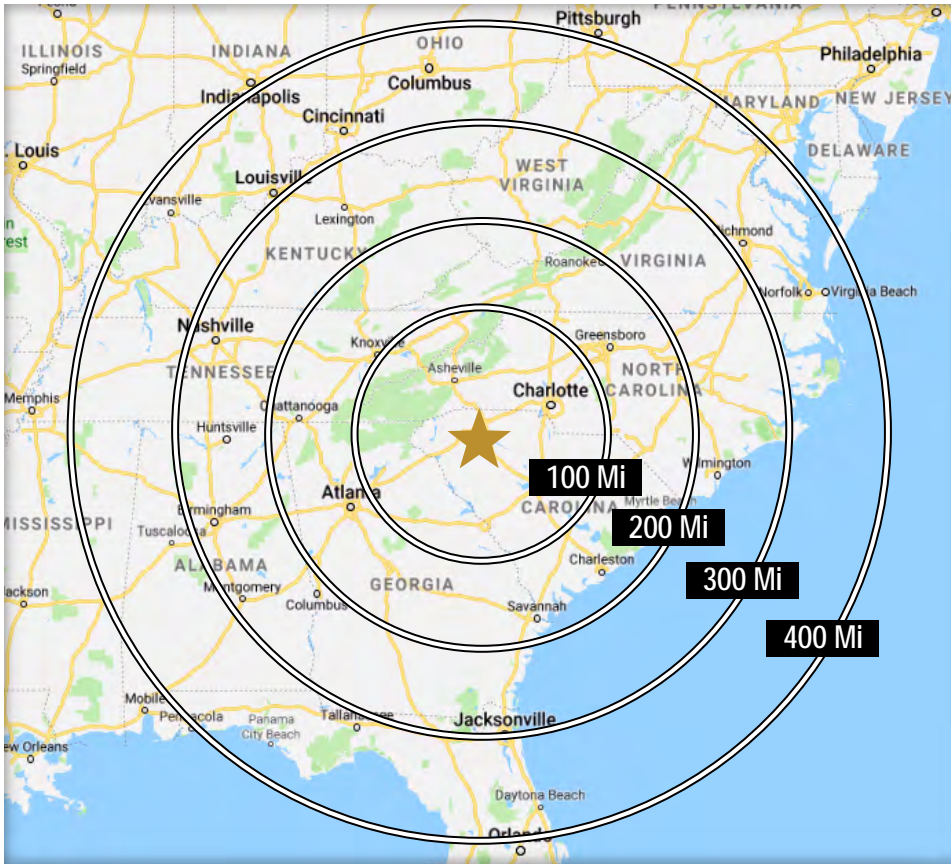 Pittsburgh
PENNSYLVANIA
ILLINOIS
INDIANA
OHIO
Springfield
Columbus
Philadelphia
Indianapolis
MARYLAND
NEW JERSEY
Cincinnati
. Louis
DELAWARE
WEST
VIRGINIA
Louisville
vansville
Lexington
Richmond
KENTUCKY
Roanoke
VIRGINIA
Norfolk
Virginia Beach
Nashville
Knoxville
Greensboro
TENNESSEE
Asheville
NORTH
CAROLINA
Memphis
Charlotte
Chattanooga
Huntsville
Wilmington
100 Mi
Atlanta
CAROLINA
Myrtle Beach
MISSISSIPPI
Birmingham
200 Mi
Tuscaloosa
ALABAMA
Charleston
300 Mi
GEORGIA
Jackson
Montgomery
Columbus
Savannah
400 Mi
Mobile
Pensacola
Panama
City Beach
Tallahassee
Jacksonville
ew Orleans
Daytona Beach
Orlando